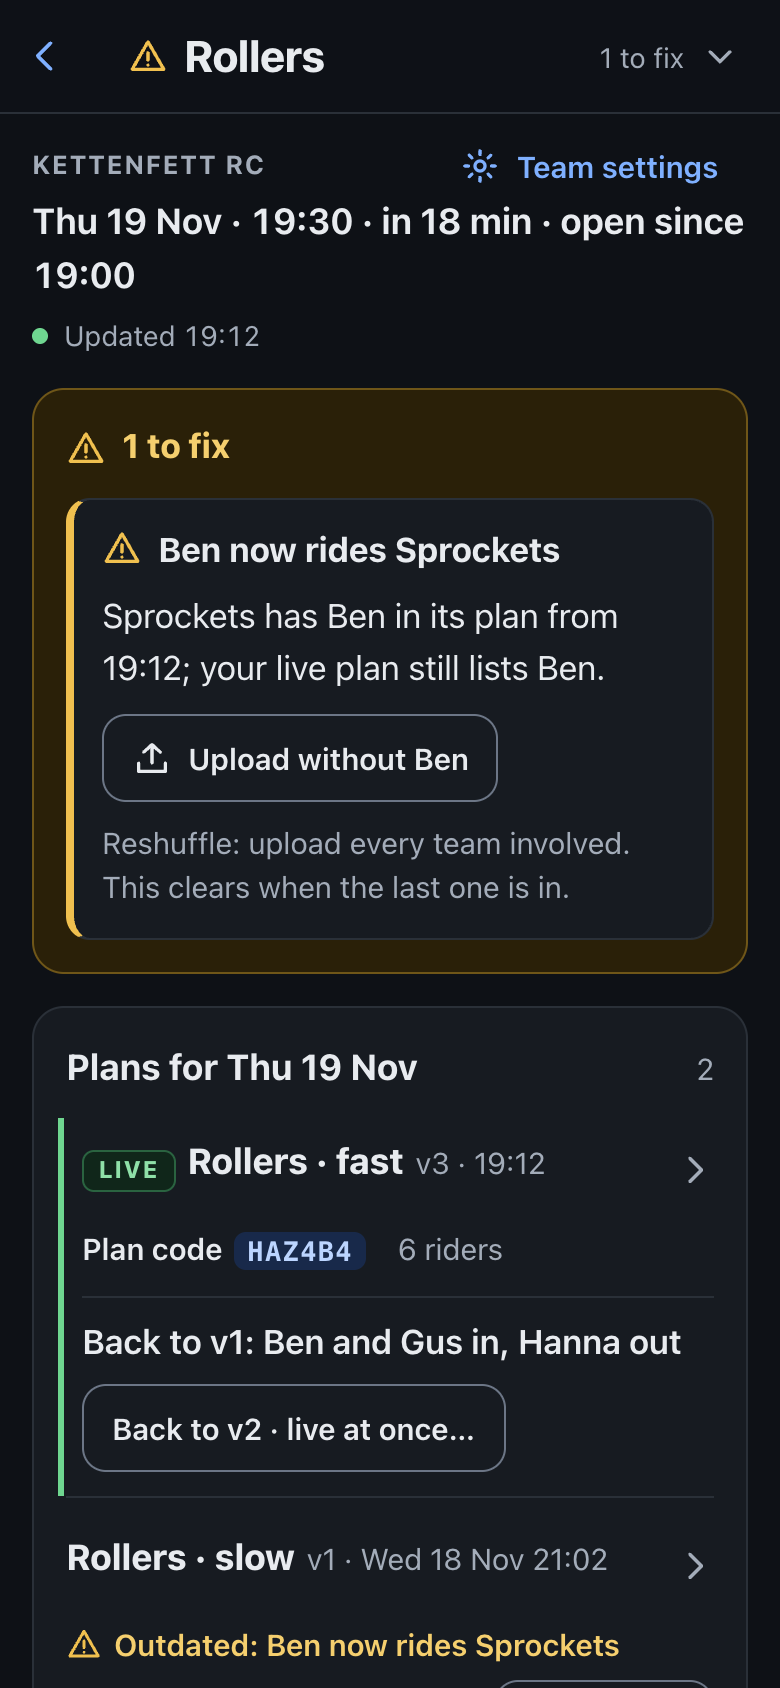 Rollers
1 to fix
KETTENFETT RC
Team settings
Thu 19 Nov · 19:30 · in 18 min · open since
19:00
Updated 19:12
1 to fix
Ben now rides Sprockets
Sprockets has Ben in its plan from
19:12; your live plan still lists Ben.
Upload without Ben
Reshuffle: upload every team involved.
This clears when the last one is in.
Plans for Thu 19 Nov
2
LIVE Rollers · fast v3 · 19:12
Plan code HAZ4B4 6 riders
Back to v1: Ben and Gus in, Hanna out
Back to v2 · live at once...
Rollers · slow v1 · Wed 18 Nov 21:02
Outdated: Ben now rides Sprockets